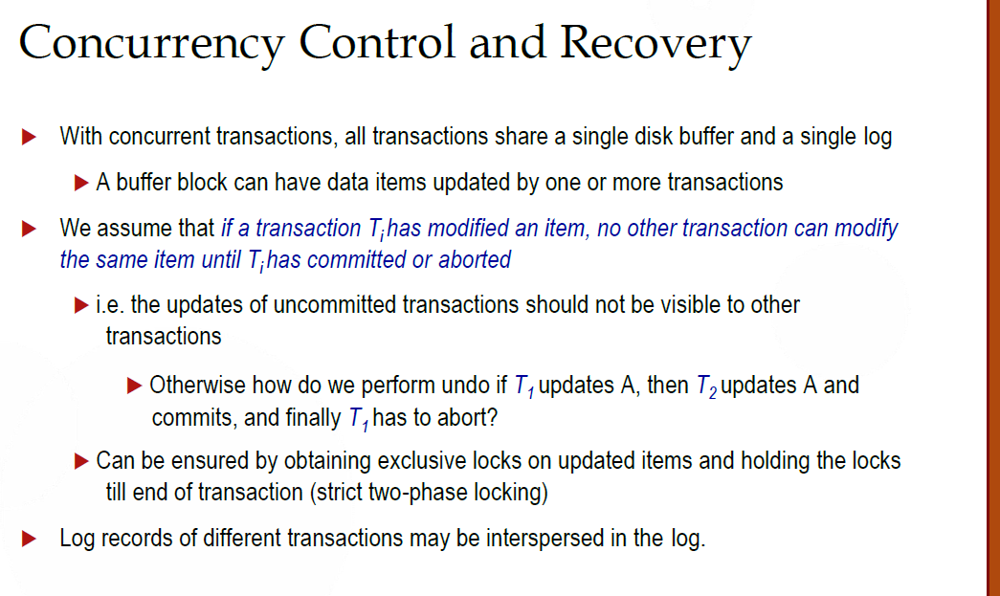 Concurrency Control and Recovery
With concurrent transactions, all transactions share a single disk buffer and a single log
A buffer block can have data items updated by one or more transactions
We assume that if a transaction Ti has modified an item, no other transaction can modify
the same item until Ti has committed or aborted
i.e. the updates of uncommitted transactions should not be visible to other
transactions
Otherwise how do we perform undo if T1 updates A, then T2 updates A and
commits, and finally T1 has to abort?
Can be ensured by obtaining exclusive locks on updated items and holding the locks
till end of transaction (strict two-phase locking)
Log records of different transactions may be interspersed in the log.